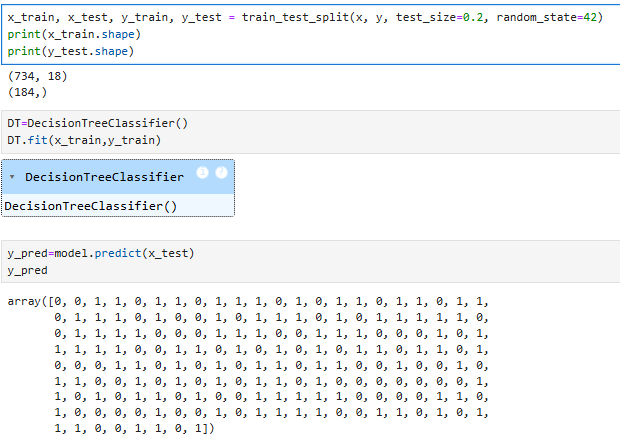 x_train, x_test, y_train, y_test = train_test_split(x, y, test_size=0.2, random_state=42)
print(x_train.shape)
print(y_test.shape)
(734, 18)
(184,)
DT=DecisionTreeClassifier()
DT.fit(x_train,y_train)
▾ DecisionTreeClassifier i ?
DecisionTreeClassifier()
y_pred=model.predict(x_test)
y_pred
array([0, 0, 1, 1, 0, 1, 1, 0, 1, 1, 1, 0, 1, 0, 1, 1, 0, 1, 1, 0, 1, 1,
0, 1, 1, 1, 0, 1, 0, 0, 1, 0, 1, 1, 1, 0, 1, 0, 1, 1, 1, 1, 1, 0,
0, 1, 1, 1, 1, 0, 0, 0, 1, 1, 1, 0, 0, 1, 1, 1, 0, 0, 0, 1, 0, 1,
1, 1, 1, 1, 0, 0, 1, 1, 0, 1, 0, 1, 0, 1, 0, 1, 1, 0, 1, 1, 0, 1,
0, 0, 0, 1, 1, 0, 1, 0, 1, 0, 1, 1, 0, 1, 1, 0, 0, 1, 0, 0, 1, 0,
1, 1, 0, 0, 1, 0, 1, 0, 1, 0, 1, 1, 0, 1, 0, 0, 0, 0, 0, 0, 0, 1,
1, 0, 1, 0, 1, 1, 0, 1, 0, 0, 1, 1, 1, 1, 1, 0, 0, 0, 0, 1, 1, 0,
1, 0, 0, 0, 0, 1, 0, 0, 1, 0, 1, 1, 1, 1, 0, 0, 1, 1, 0, 1, 0, 1,
1, 1, 0, 0, 1, 1, 0, 1])